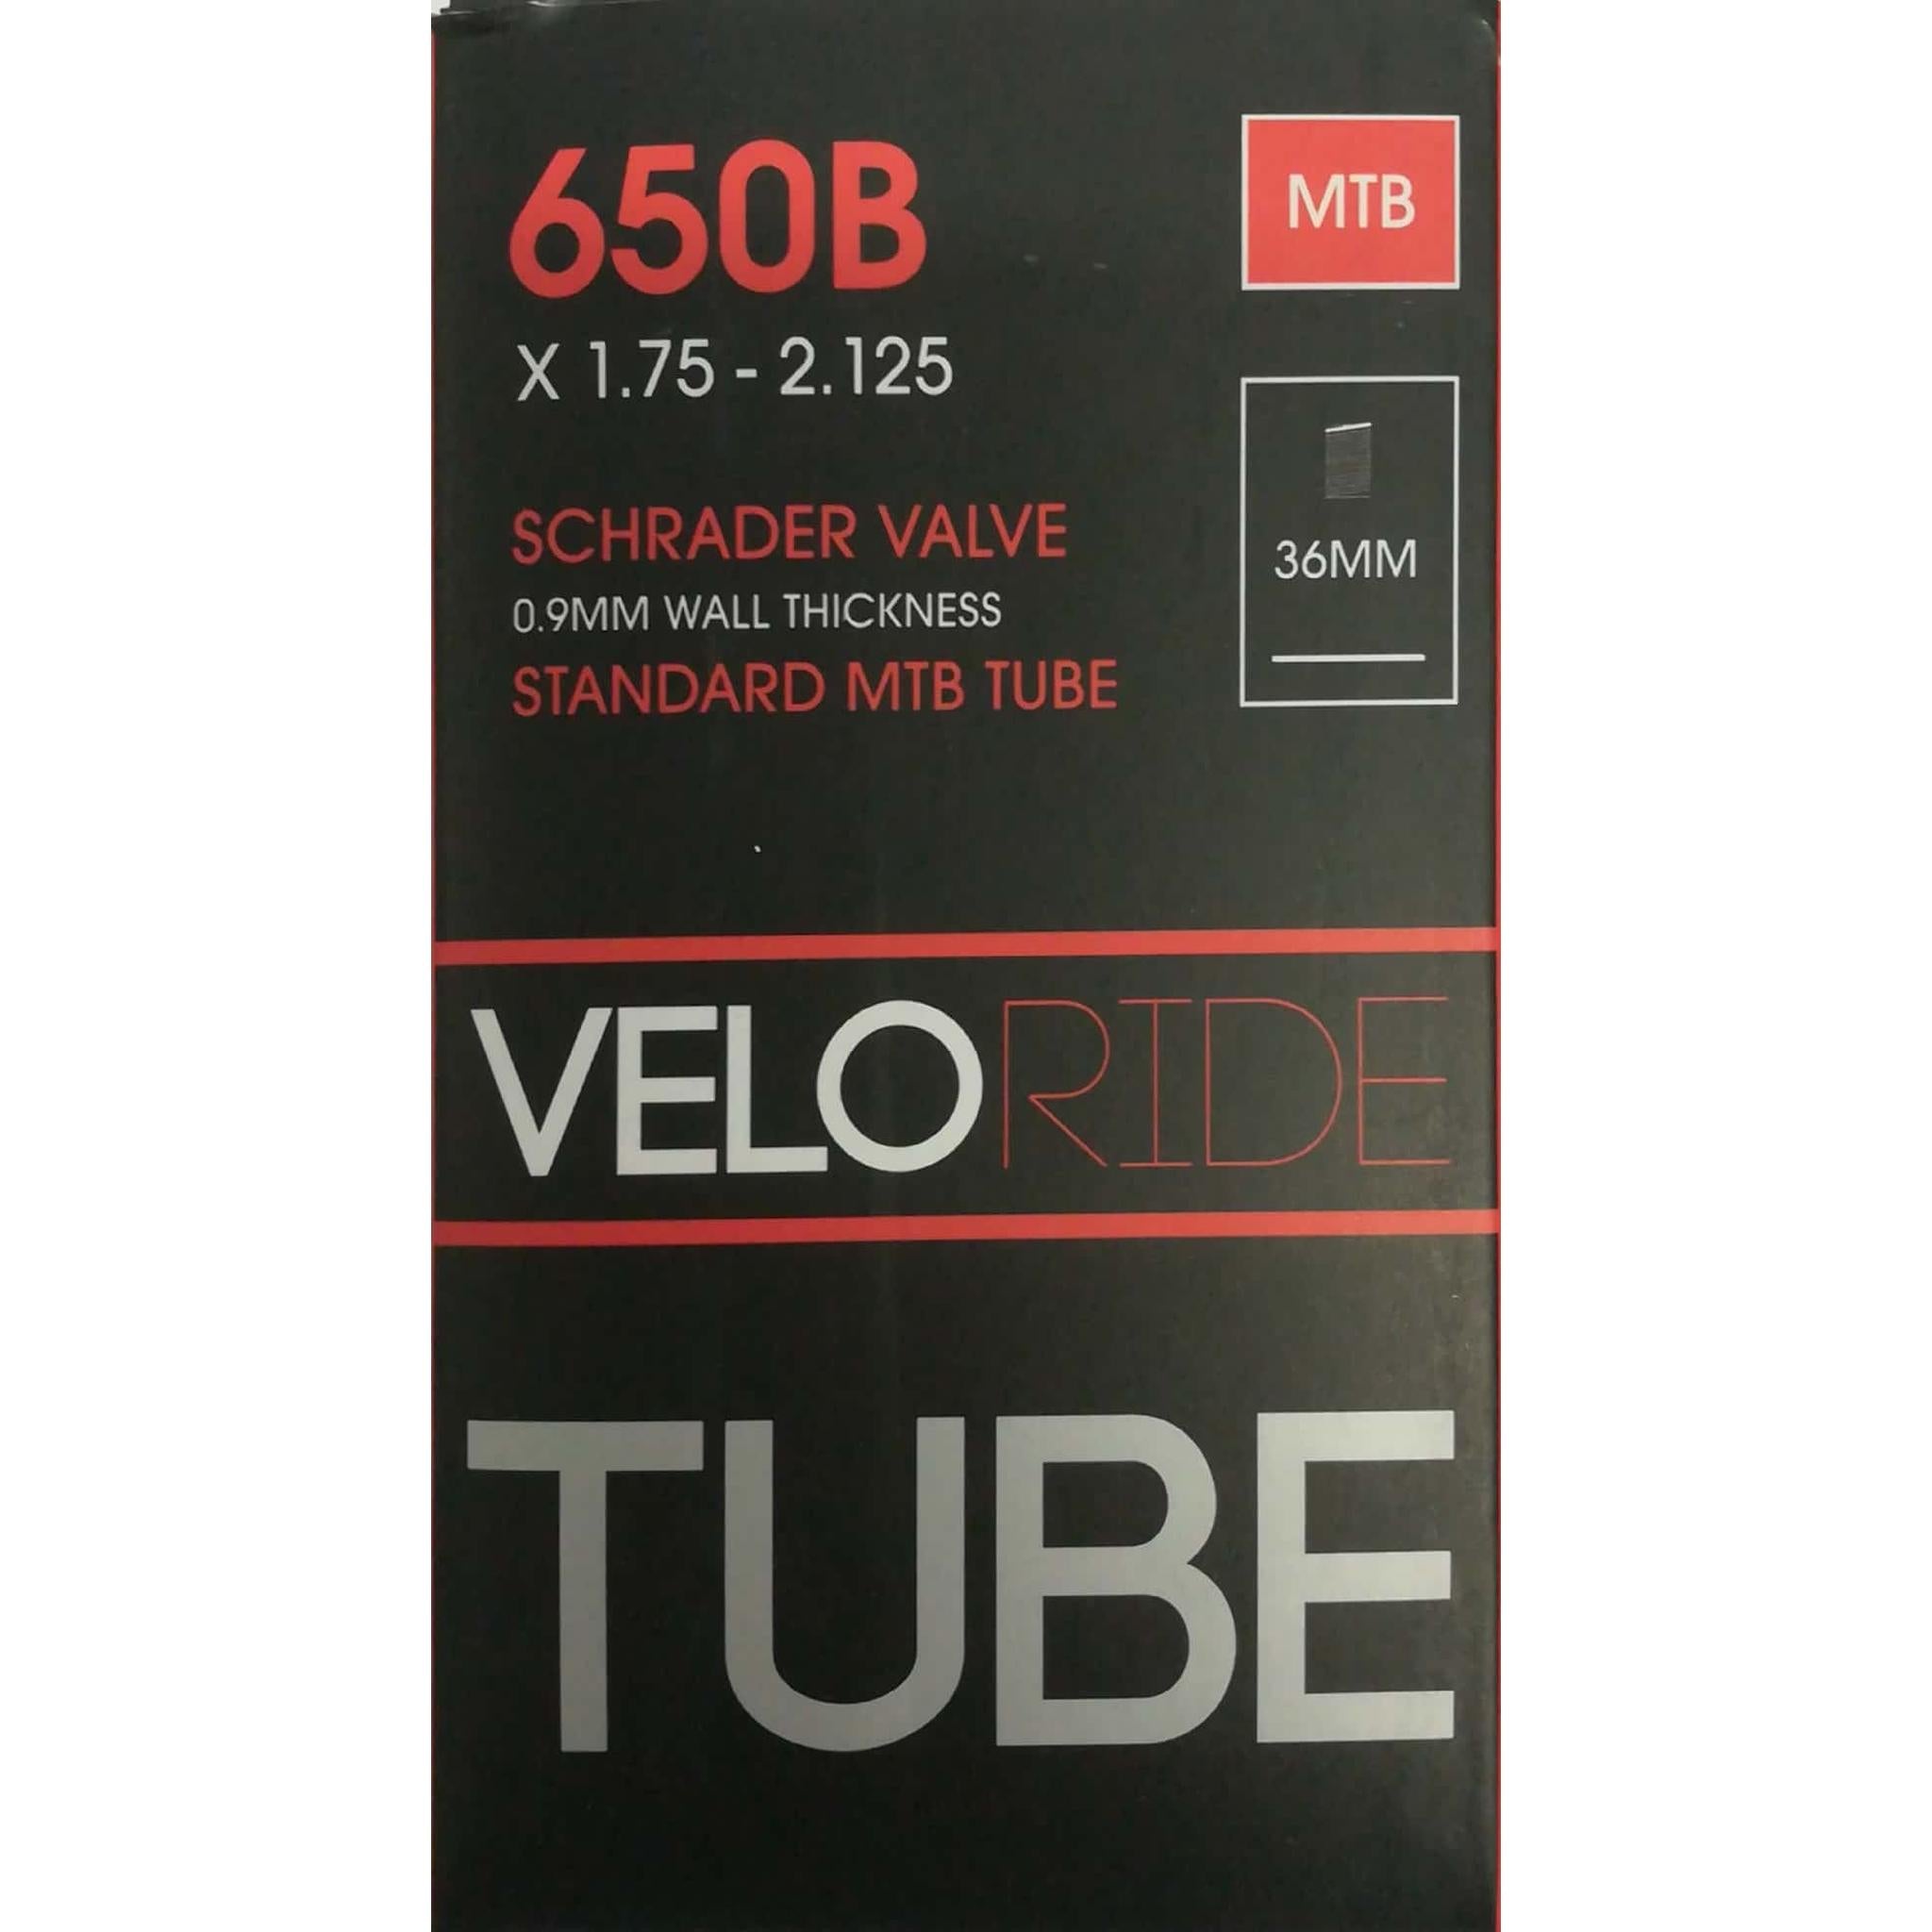 650B
MTB
X 1.75 - 2.125
SCHRADER VALVE
0.9MM WALL THICKNESS
STANDARD MTB TUBE
36MM
VELORIDE
TUBE